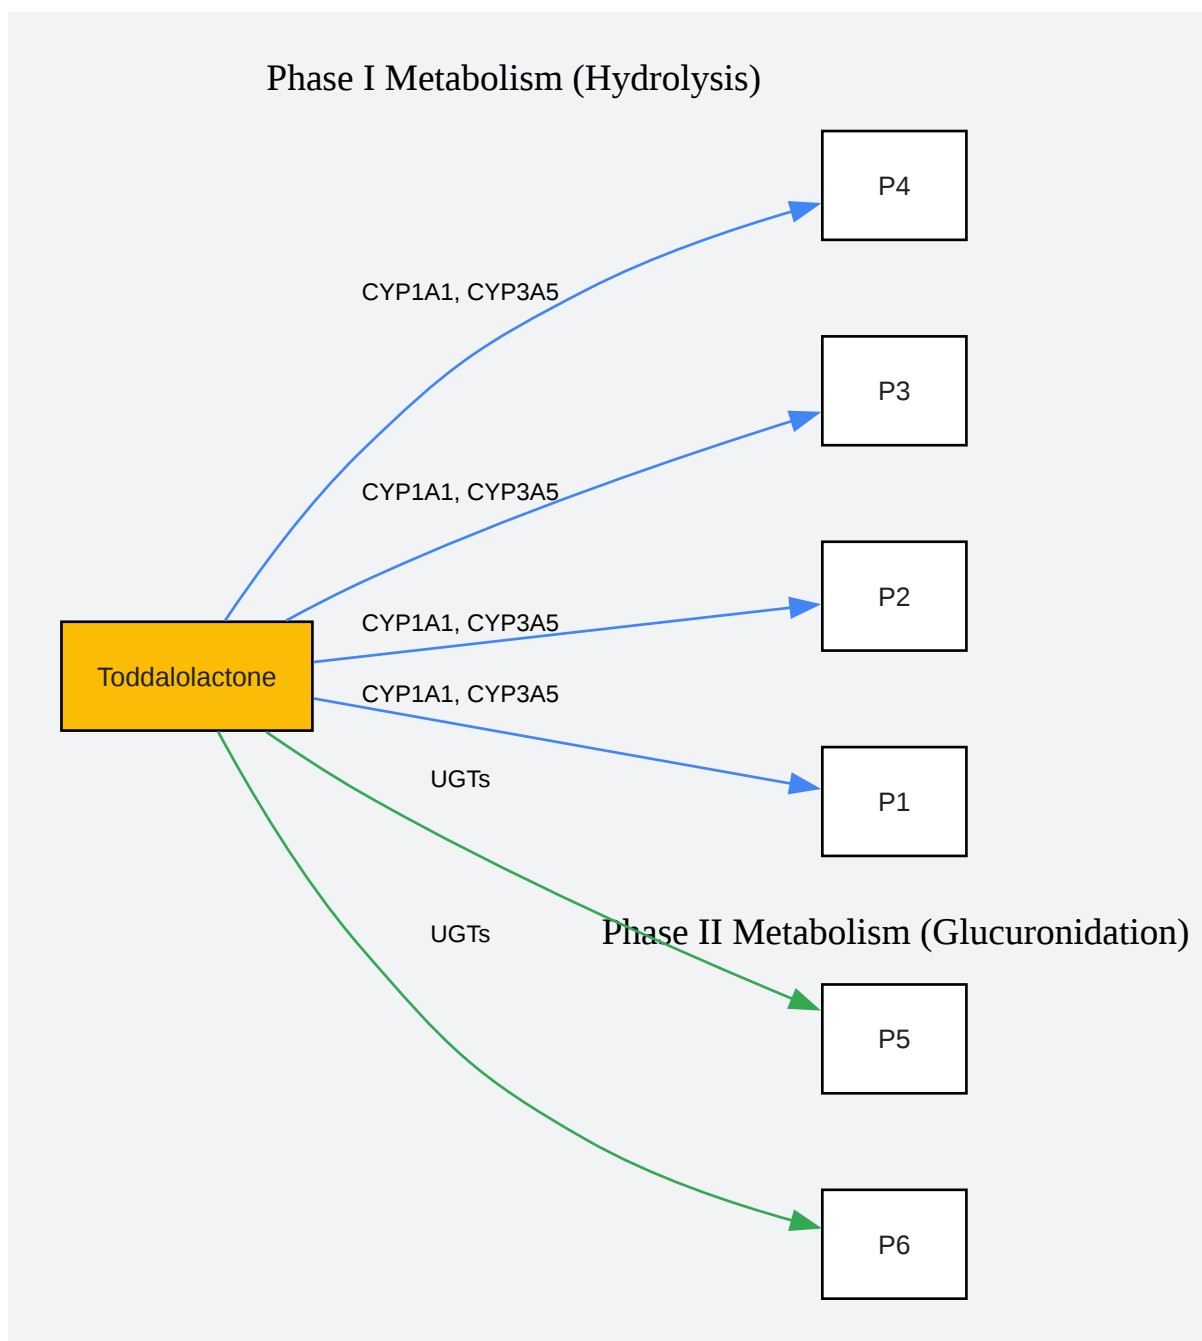 Phase I Metabolism (Hydrolysis)
P4
CYP1A1, CYP3A5
P3
CYP1A1, CYP3A5
P2
CYP1A1, CYP3A5
Toddalolactone
CYP1A1, CYP3A5
UGTs
P1
UGTs
Phase II Metabolism (Glucuronidation)
P5
P6